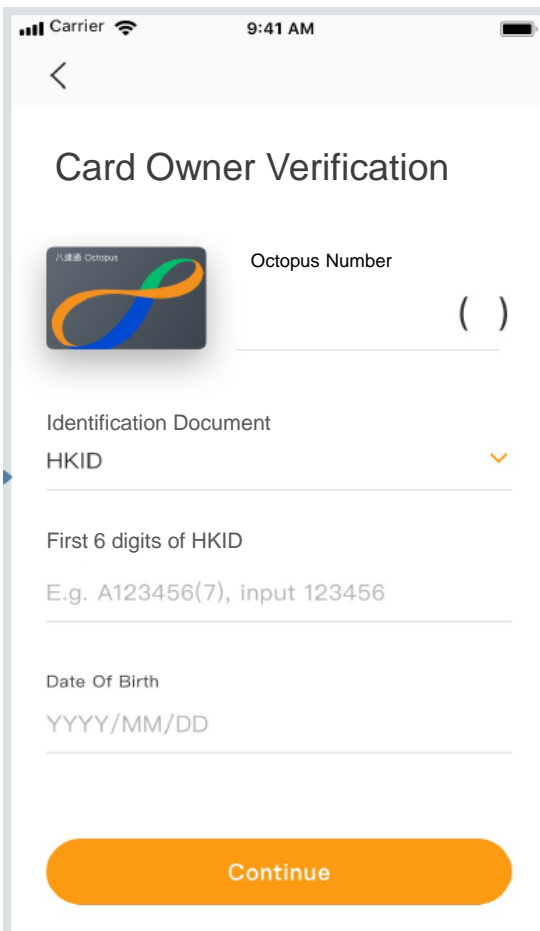 Carrier 9:41 AM
Card Owner Verification
八達通 Octopus
Octopus Number
( )
Identification Document
HKID
First 6 digits of HKID
E.g. A123456(7), input 123456
Date Of Birth
YYYY/MM/DD
Continue